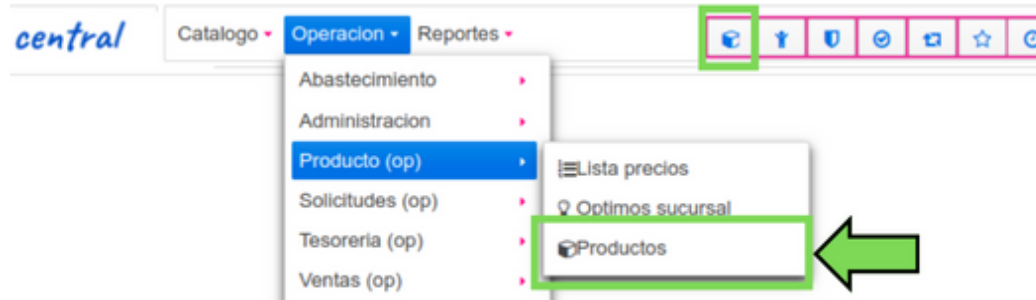 central
Catalogo Operacion Reportes
Abastecimiento
Administracion
Producto (op)
Lista precios
Solicitudes (op)
Optimos sucursal
Tesoreria (op)
Productos
Ventas (op)